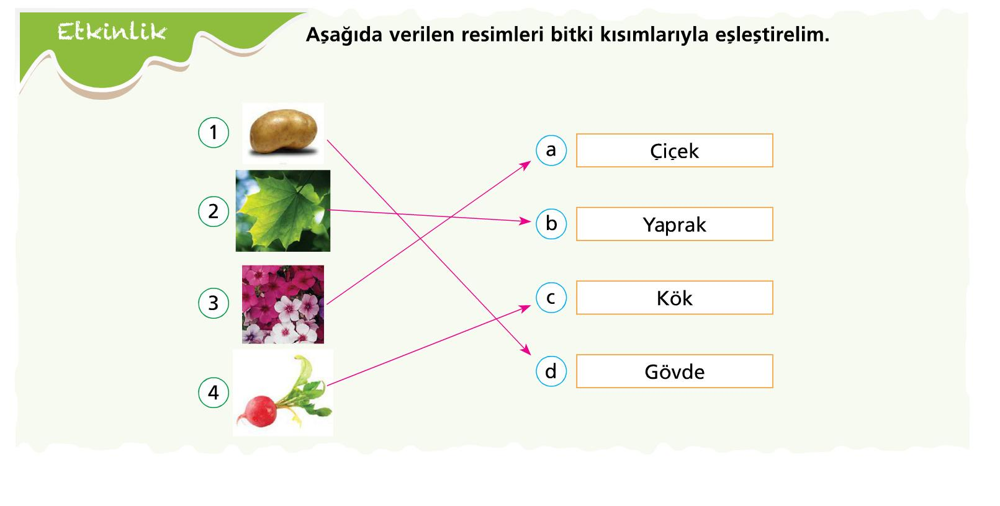 Etkinlik
Aşağıda verilen resimleri bitki kısımlarıyla eşleştirelim.
1
a Çiçek
2
b Yaprak
3
c Kök
4
d Gövde